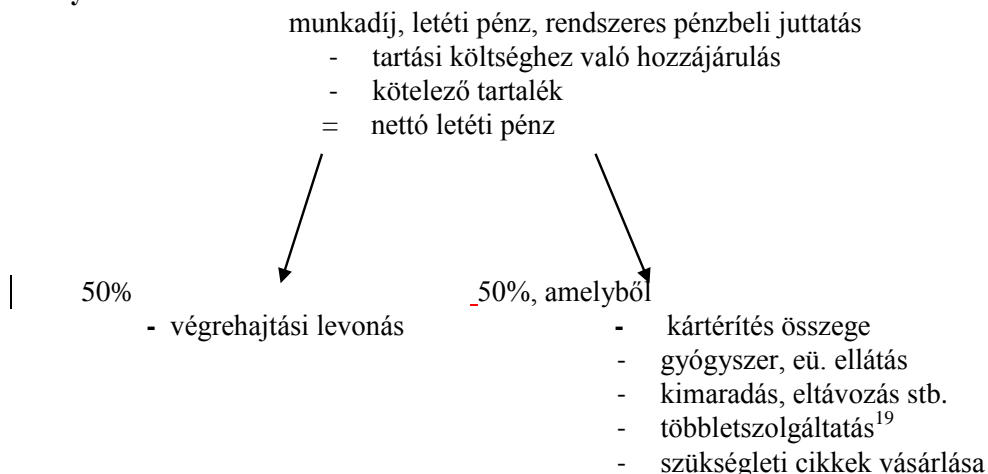 munkadíj, letéti pénz, rendszeres pénzbeli juttatás
- tartási költséghez való hozzájárulás
- kötelező tartalék
= nettó letéti pénz
50%
- végrehajtási levonás
50%, amelyből
- kártérítés összege
- gyógyszer, eü. ellátás
- kimaradás, eltávozás stb.
- többletszolgáltatás19
- szükségleti cikkek vásárlása